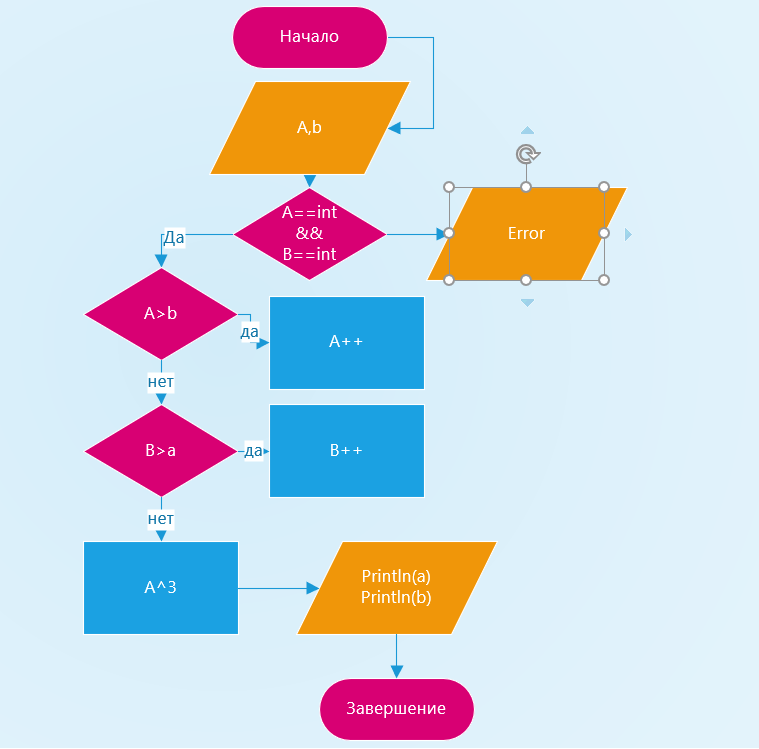 Начало
A,b
A==int
&&
B==int
Error
Да
A>b
да
A++
нет
B>a
да
B++
нет
A^3
Println(a)
Println(b)
Завершение